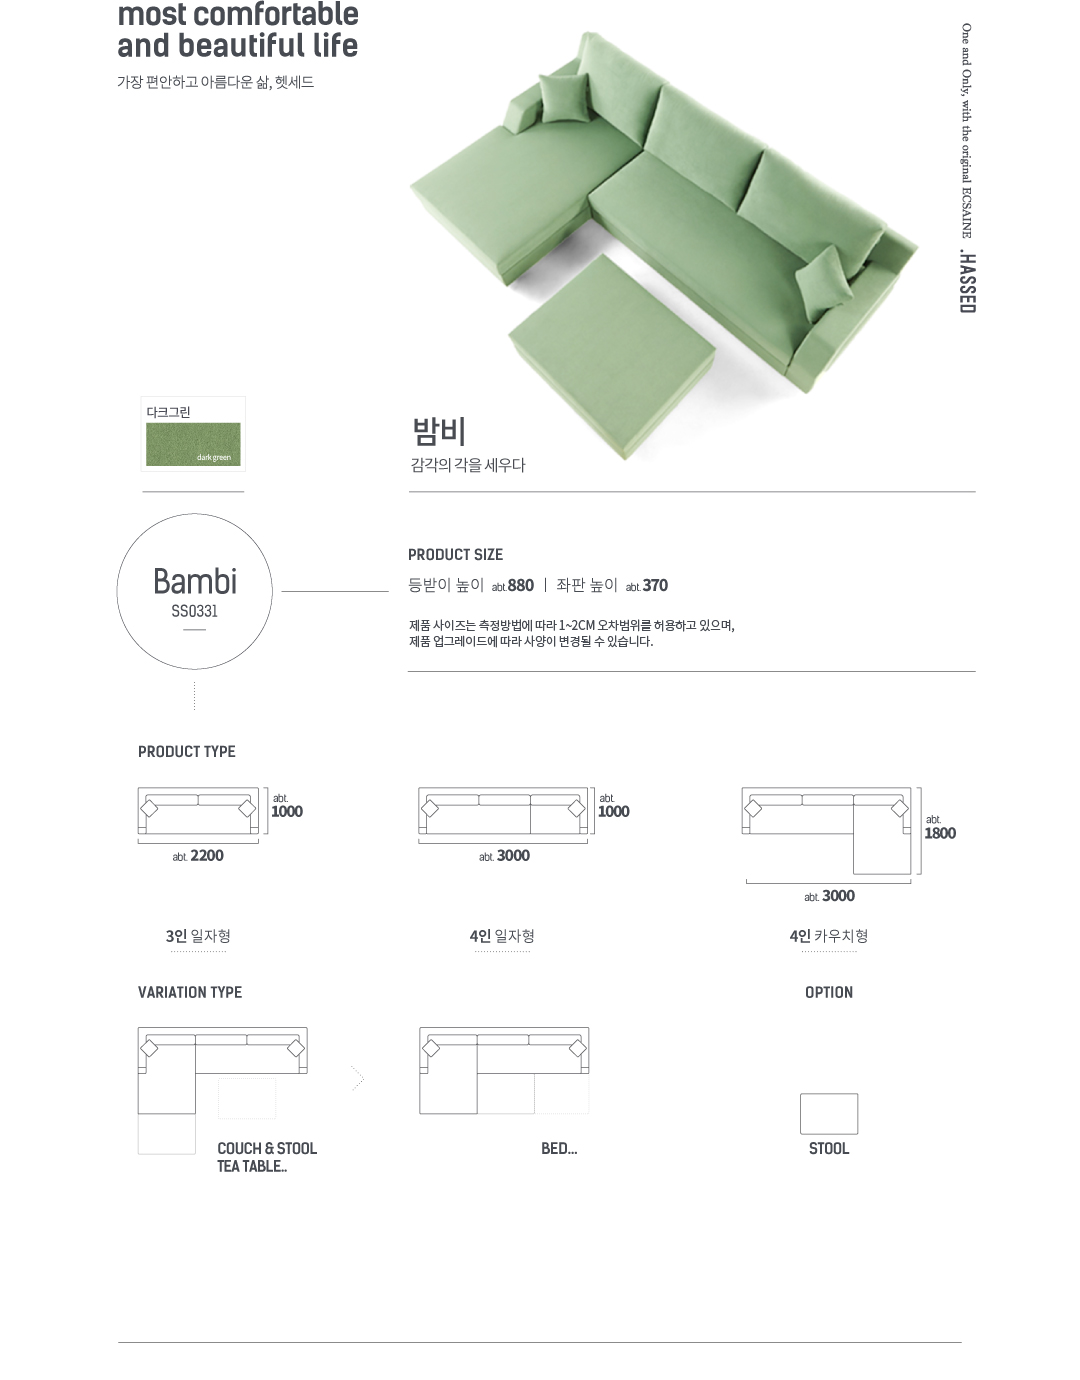 most comfortable
and beautiful life
가장 편안하고 아름다운 삶, 헷세드
One and Only, with the original ECSAINE .HASSED
다크그린
dark green
밤비
감각의 각을 세우다
Bambi
SS0331
PRODUCT SIZE
등받이 높이 abt.880 | 좌판 높이 abt.370
제품 사이즈는 측정방법에 따라 1~2CM 오차범위를 허용하고 있으며,
제품 업그레이드에 따라 사양이 변경될 수 있습니다.
PRODUCT TYPE
abt.
1000
abt. 2200
3인 일자형
abt.
1000
abt. 3000
4인 일자형
abt.
1800
abt. 3000
4인 카우치형
VARIATION TYPE
COUCH & STOOL
TEA TABLE..
BED...
OPTION
STOOL